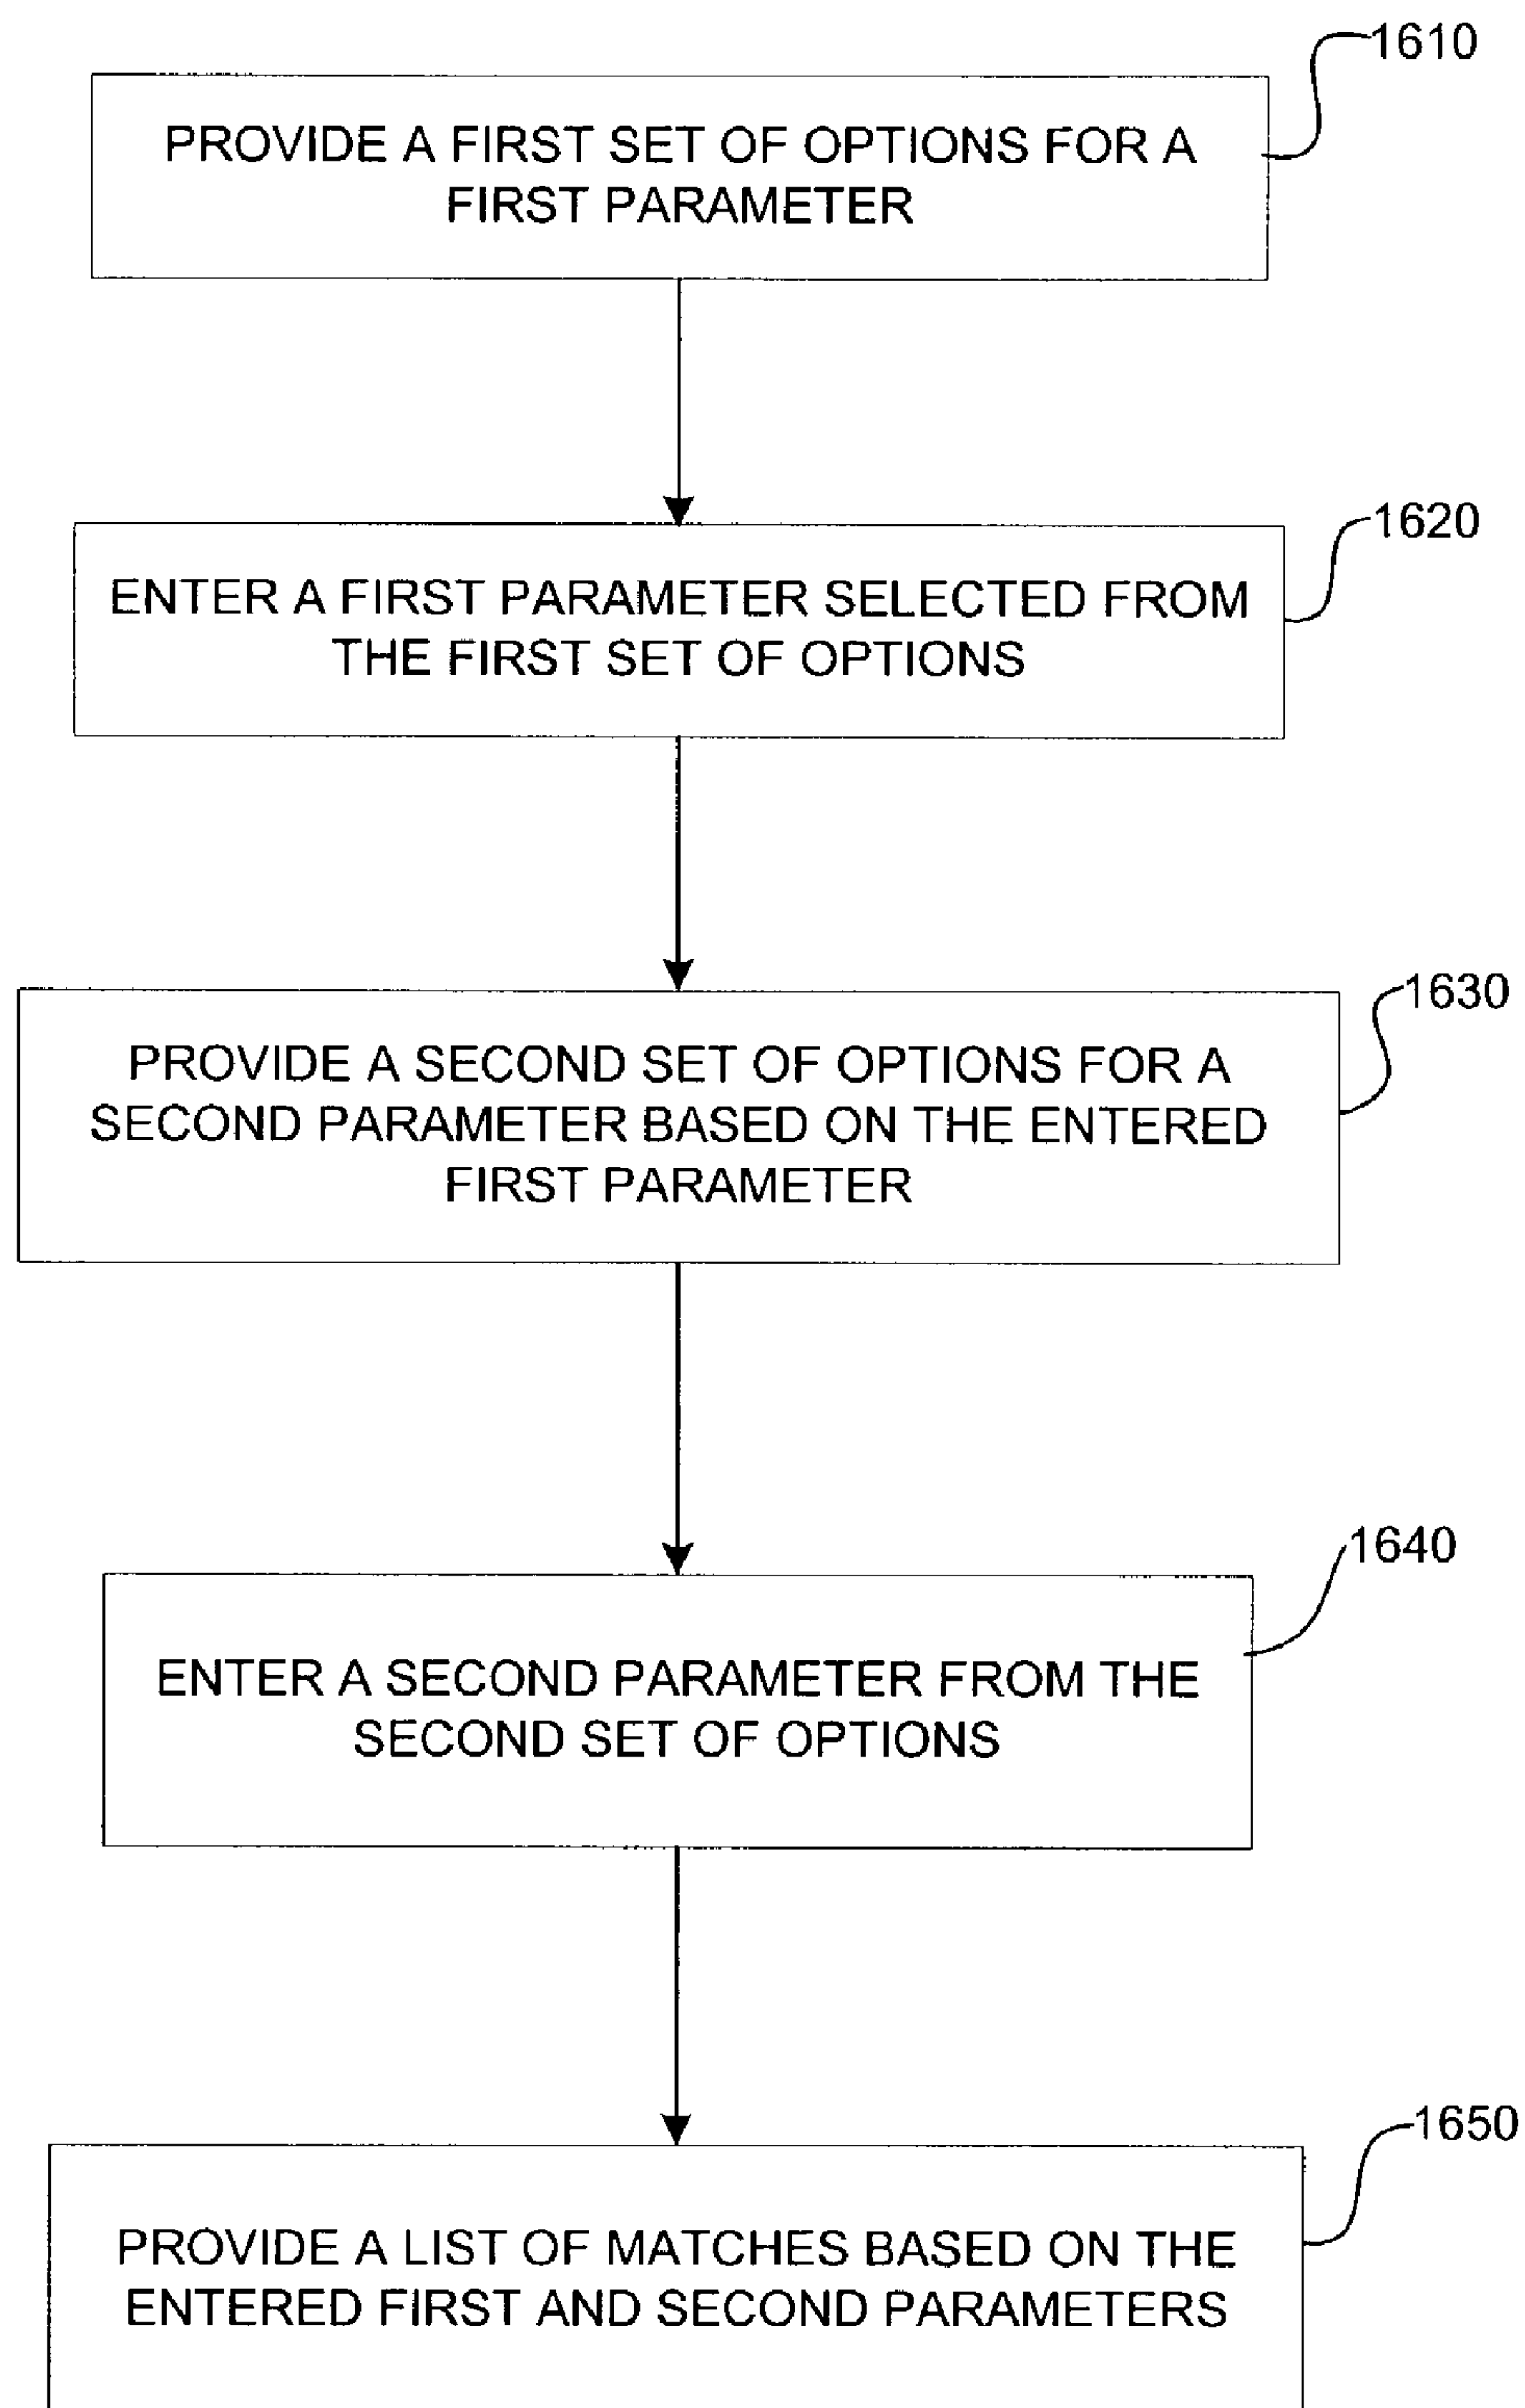 1610
PROVIDE A FIRST SET OF OPTIONS FOR A
FIRST PARAMETER
1620
ENTER A FIRST PARAMETER SELECTED FROM
THE FIRST SET OF OPTIONS
1630
PROVIDE A SECOND SET OF OPTIONS FOR A
SECOND PARAMETER BASED ON THE ENTERED
FIRST PARAMETER
1640
ENTER A SECOND PARAMETER FROM THE
SECOND SET OF OPTIONS
1650
PROVIDE A LIST OF MATCHES BASED ON THE
ENTERED FIRST AND SECOND PARAMETERS